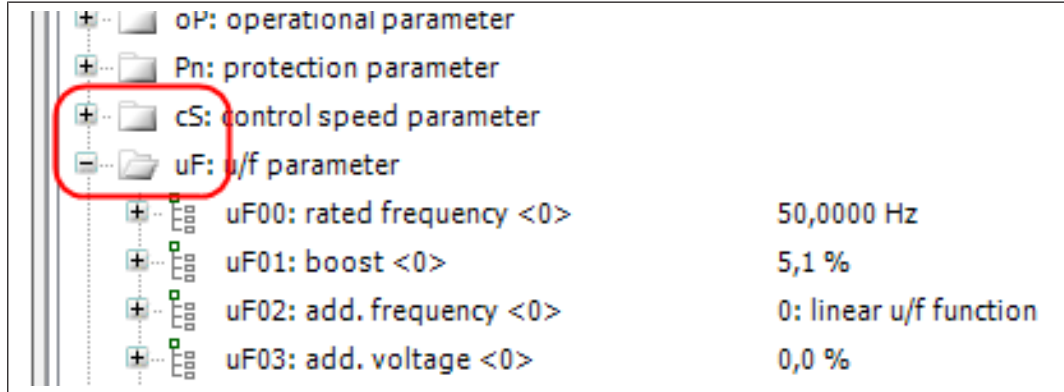 oP: operational parameter
Pn: protection parameter
cS: control speed parameter
uF: u/f parameter
uF00: rated frequency <0> 50,0000 Hz
uF01: boost <0> 5,1 %
uF02: add. frequency <0> 0: linear u/f function
uF03: add. voltage <0> 0,0 %